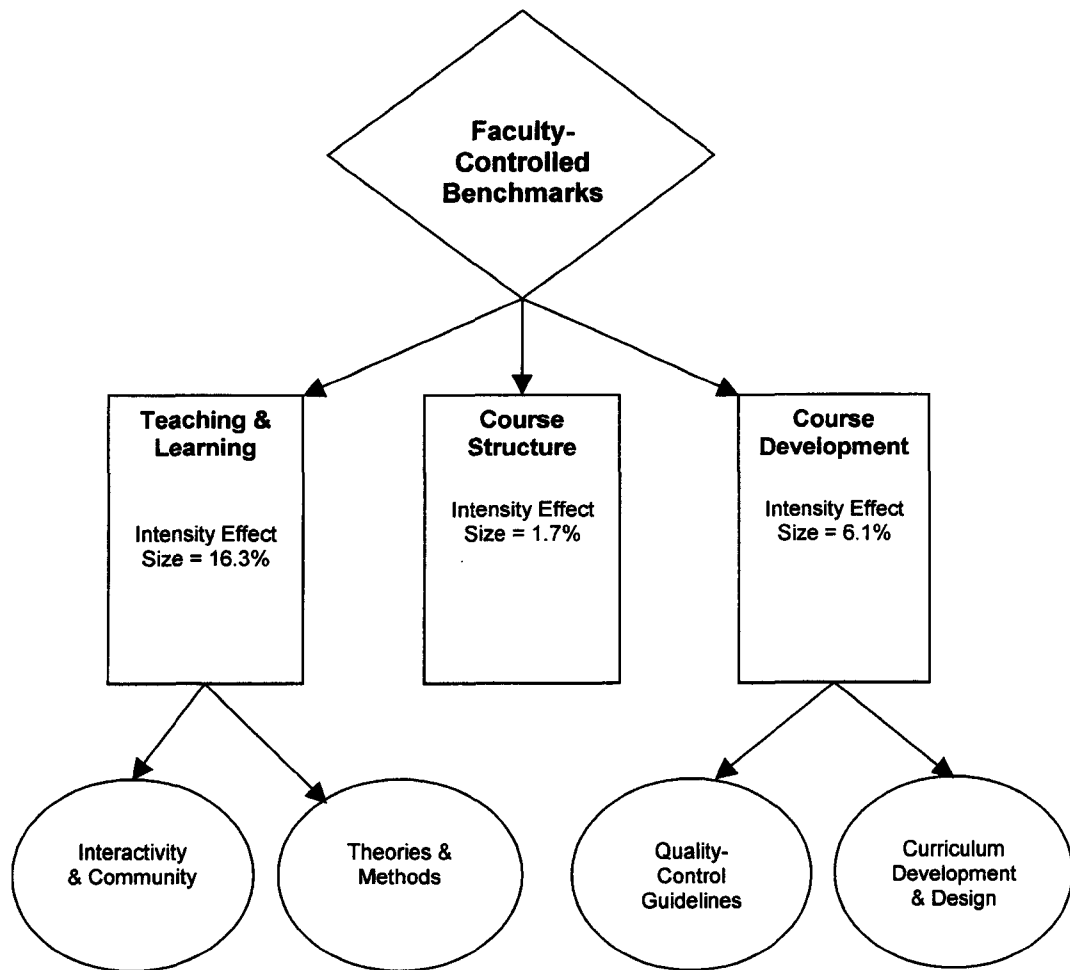 Faculty-
Controlled
Benchmarks
Teaching &
Learning
Intensity Effect
Size = 16.3%
Course
Structure
Intensity Effect
Size = 1.7%
Course
Development
Intensity Effect
Size = 6.1%
Interactivity
& Community
Theories &
Methods
Quality-
Control
Guidelines
Curriculum
Development
& Design